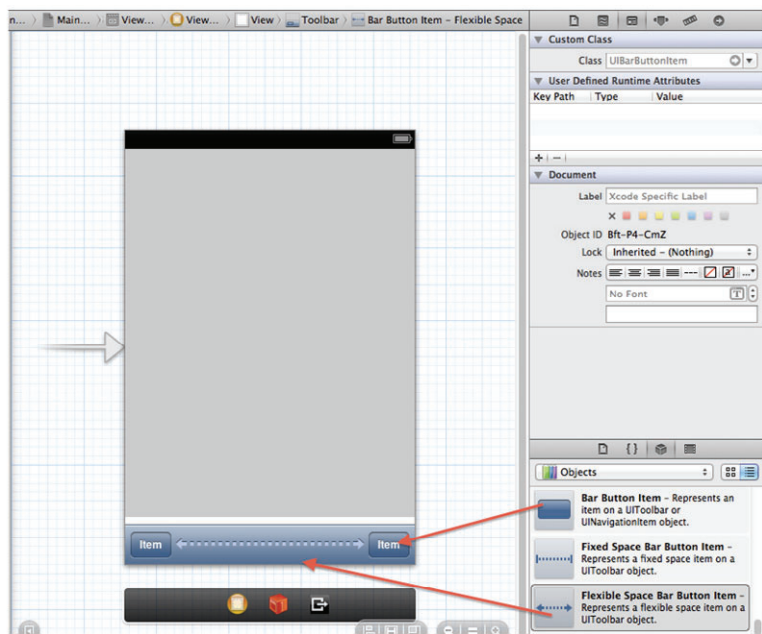 n... Main... View... View... View Toolbar Bar Button Item – Flexible Space
Custom Class
Class UIBarButtonItem
User Defined Runtime Attributes
Key Path Type Value
Document
Label Xcode Specific Label
Object ID Bft-P4-CmZ
Lock Inherited – (Nothing)
Notes
No Font
Objects
Bar Button Item – Represents an
item on a UIToolbar or
UINavigationItem object.
Fixed Space Bar Button Item –
Represents a fixed space item on a
UIToolbar object.
Flexible Space Bar Button Item –
Represents a flexible space item on a
UIToolbar object.
Item Item